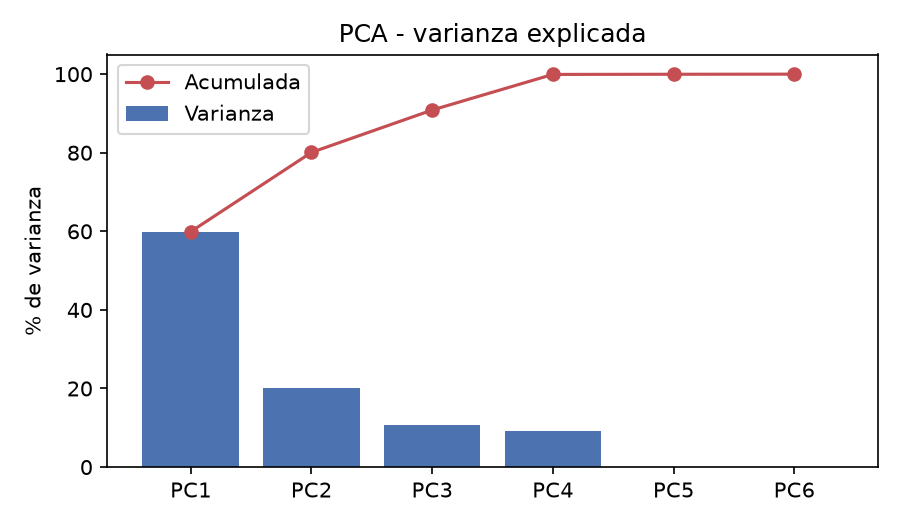 PCA - varianza explicada
Acumulada
Varianza
% de varianza
100
80
60
40
20
0
PC1 PC2 PC3 PC4 PC5 PC6